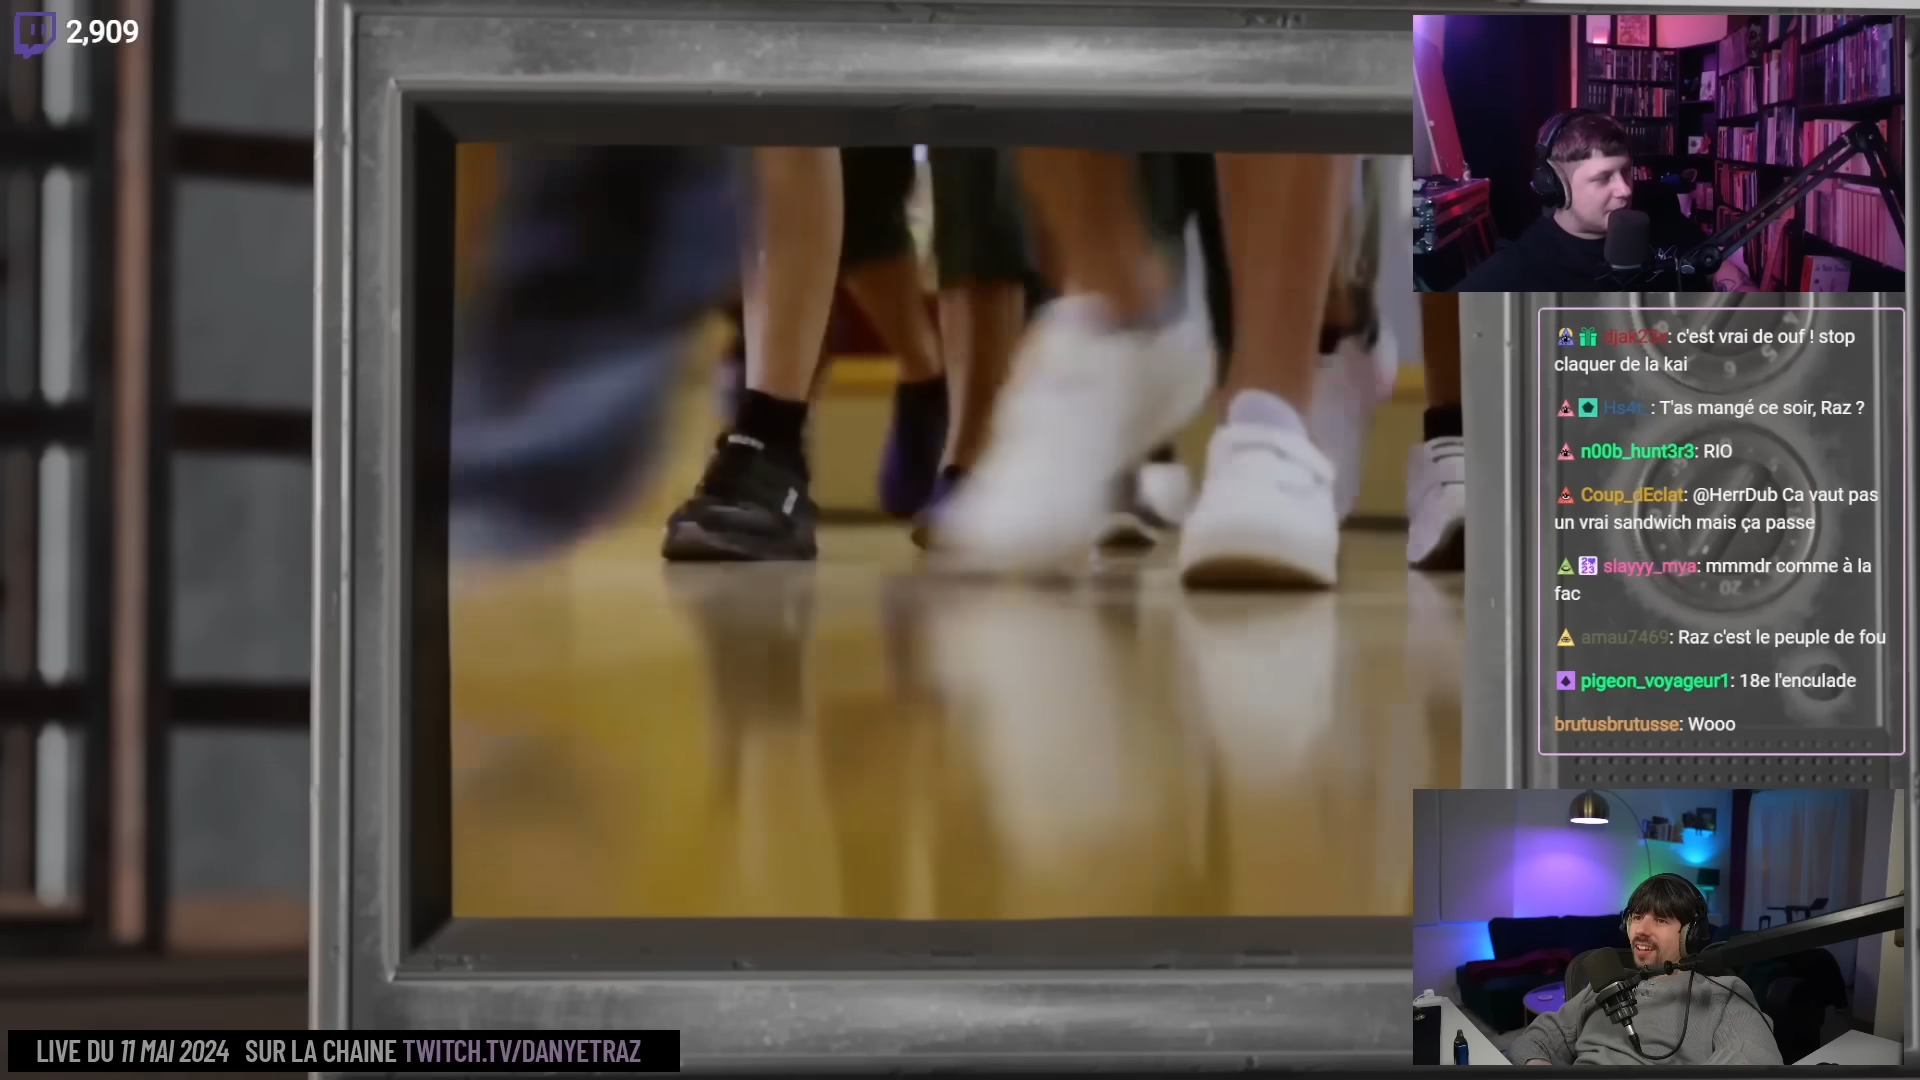 2,909
djak23x: c'est vrai de ouf ! stop
claquer de la kai
: T'as mangé ce soir, Raz ?
n00b_hunt3r3: RIO
Coup_dEclat: @HerrDub Ca vaut pas
un vrai sandwich mais ça passe
slayyy_mya: mmmdr comme à la
fac
amau7469: Raz c'est le peuple de fou
pigeon_voyageur1: 18e l'enculade
brutusbrutusse: Wooo
LIVE DU 11 MAI 2024 SUR LA CHAINE TWITCH.TV/DANYETRAZ